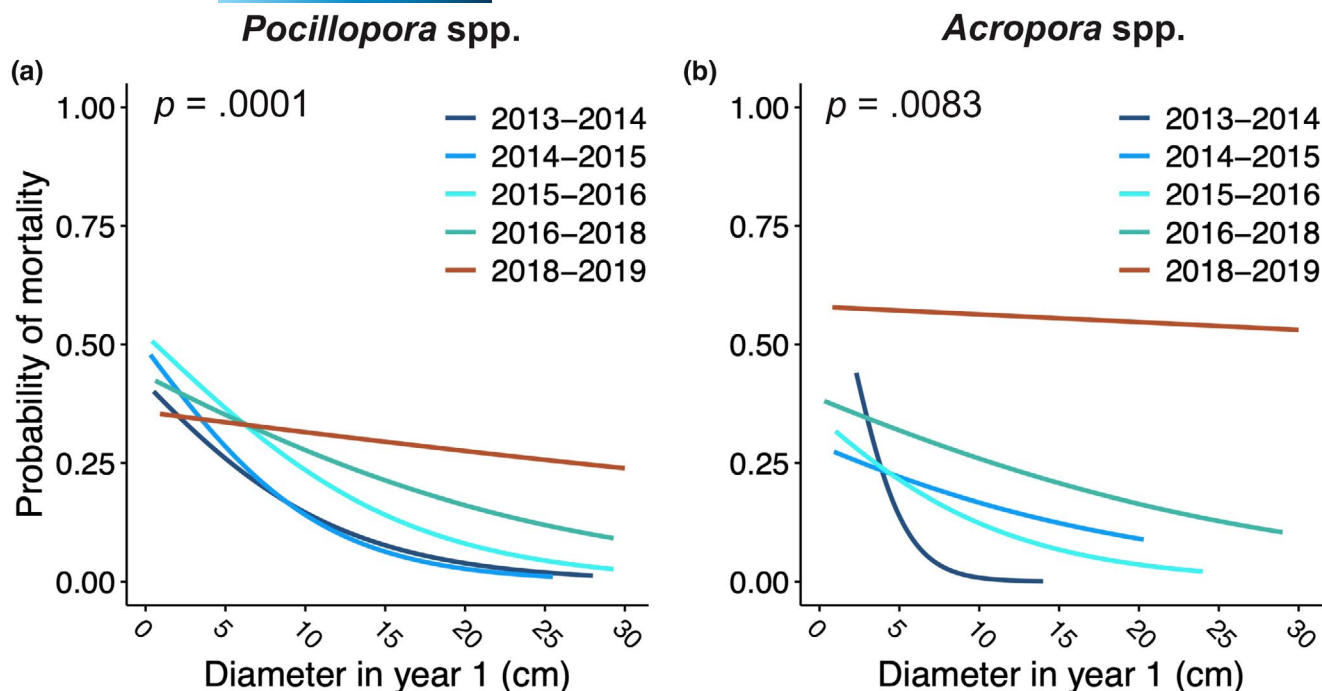 Pocillopora spp.
Acropora spp.
(a)
p = .0001
1.00
0.75
0.50
0.25
0.00
Probability of mortality
2013–2014
2014–2015
2015–2016
2016–2018
2018–2019
0 5 10 15 20 25 30
Diameter in year 1 (cm)
(b)
p = .0083
1.00
0.75
0.50
0.25
0.00
2013–2014
2014–2015
2015–2016
2016–2018
2018–2019
0 5 10 15 20 25 30
Diameter in year 1 (cm)